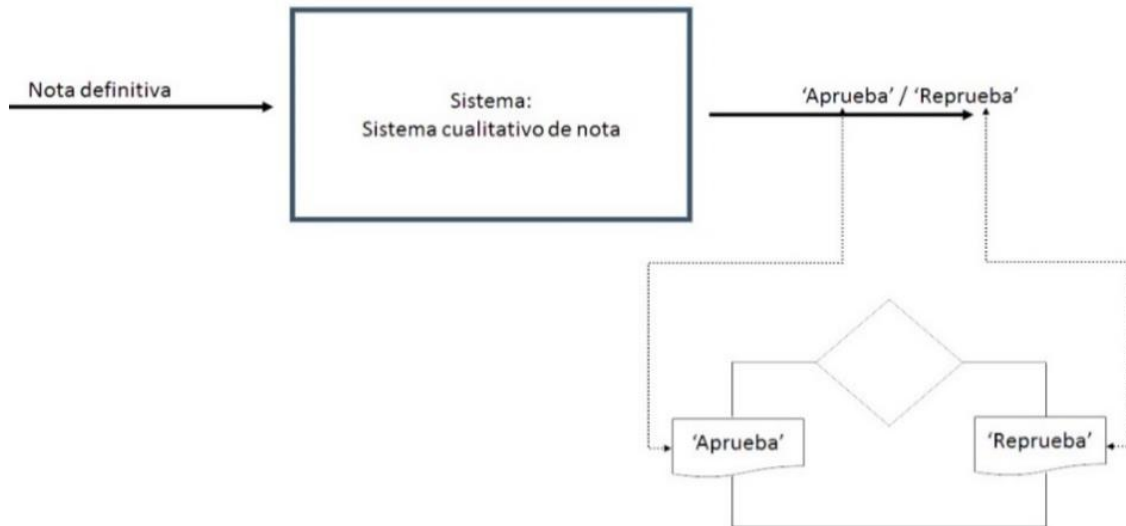 Nota definitiva
Sistema:
Sistema cualitativo de nota
‘Aprueba’ / ‘Reprueba’
‘Aprueba’
‘Reprueba’